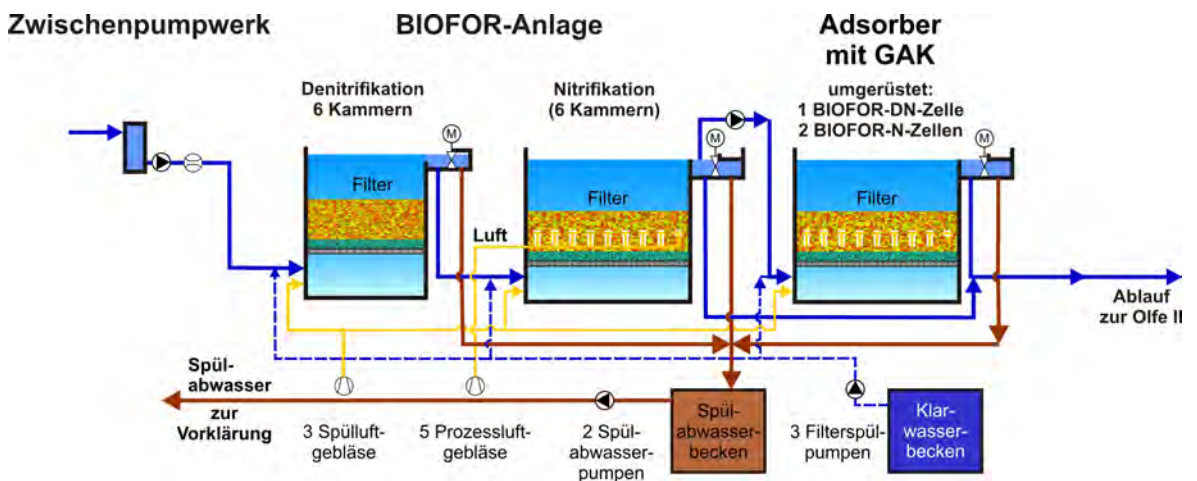 Zwischenpumpwerk
BIOFOR-Anlage
Adsorber
mit GAK
Denitrifikation
6 Kammern
Nitrifikation
(6 Kammern)
umgerüstet:
1 BIOFOR-DN-Zelle
2 BIOFOR-N-Zellen
M
M
M
Filter
Filter
Filter
Luft
Ablauf
zur Olfe II
Spül-
abwasser
zur
Vorklärung
3 Spülluft-
gebläse
5 Prozessluft-
gebläse
2 Spül-
abwasser-
pumpen
Spül-
abwasser-
becken
3 Filterspül-
pumpen
Klar-
wasser-
becken